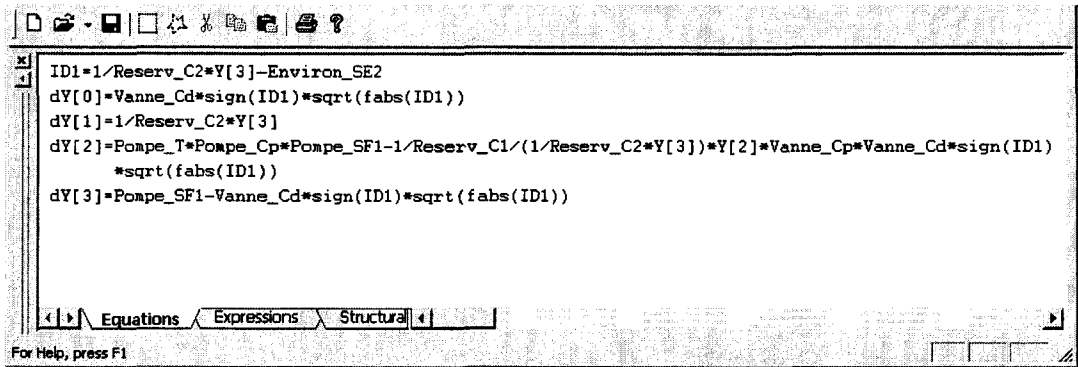 ID1=1/Reserv_C2*Y[3]-Environ_SE2
dY[0]=Vanne_Cd*sign(ID1)*sqrt(fabs(ID1))
dY[1]=1/Reserv_C2*Y[3]
dY[2]=Pompe_T*Pompe_Cp*Pompe_SF1-1/Reserv_C1/(1/Reserv_C2*Y[3])*Y[2]*Vanne_Cp*Vanne_Cd*sign(ID1)
*sqrt(fabs(ID1))
dY[3]=Pompe_SF1-Vanne_Cd*sign(ID1)*sqrt(fabs(ID1))
Equations Expressions Structural
For Help, press F1